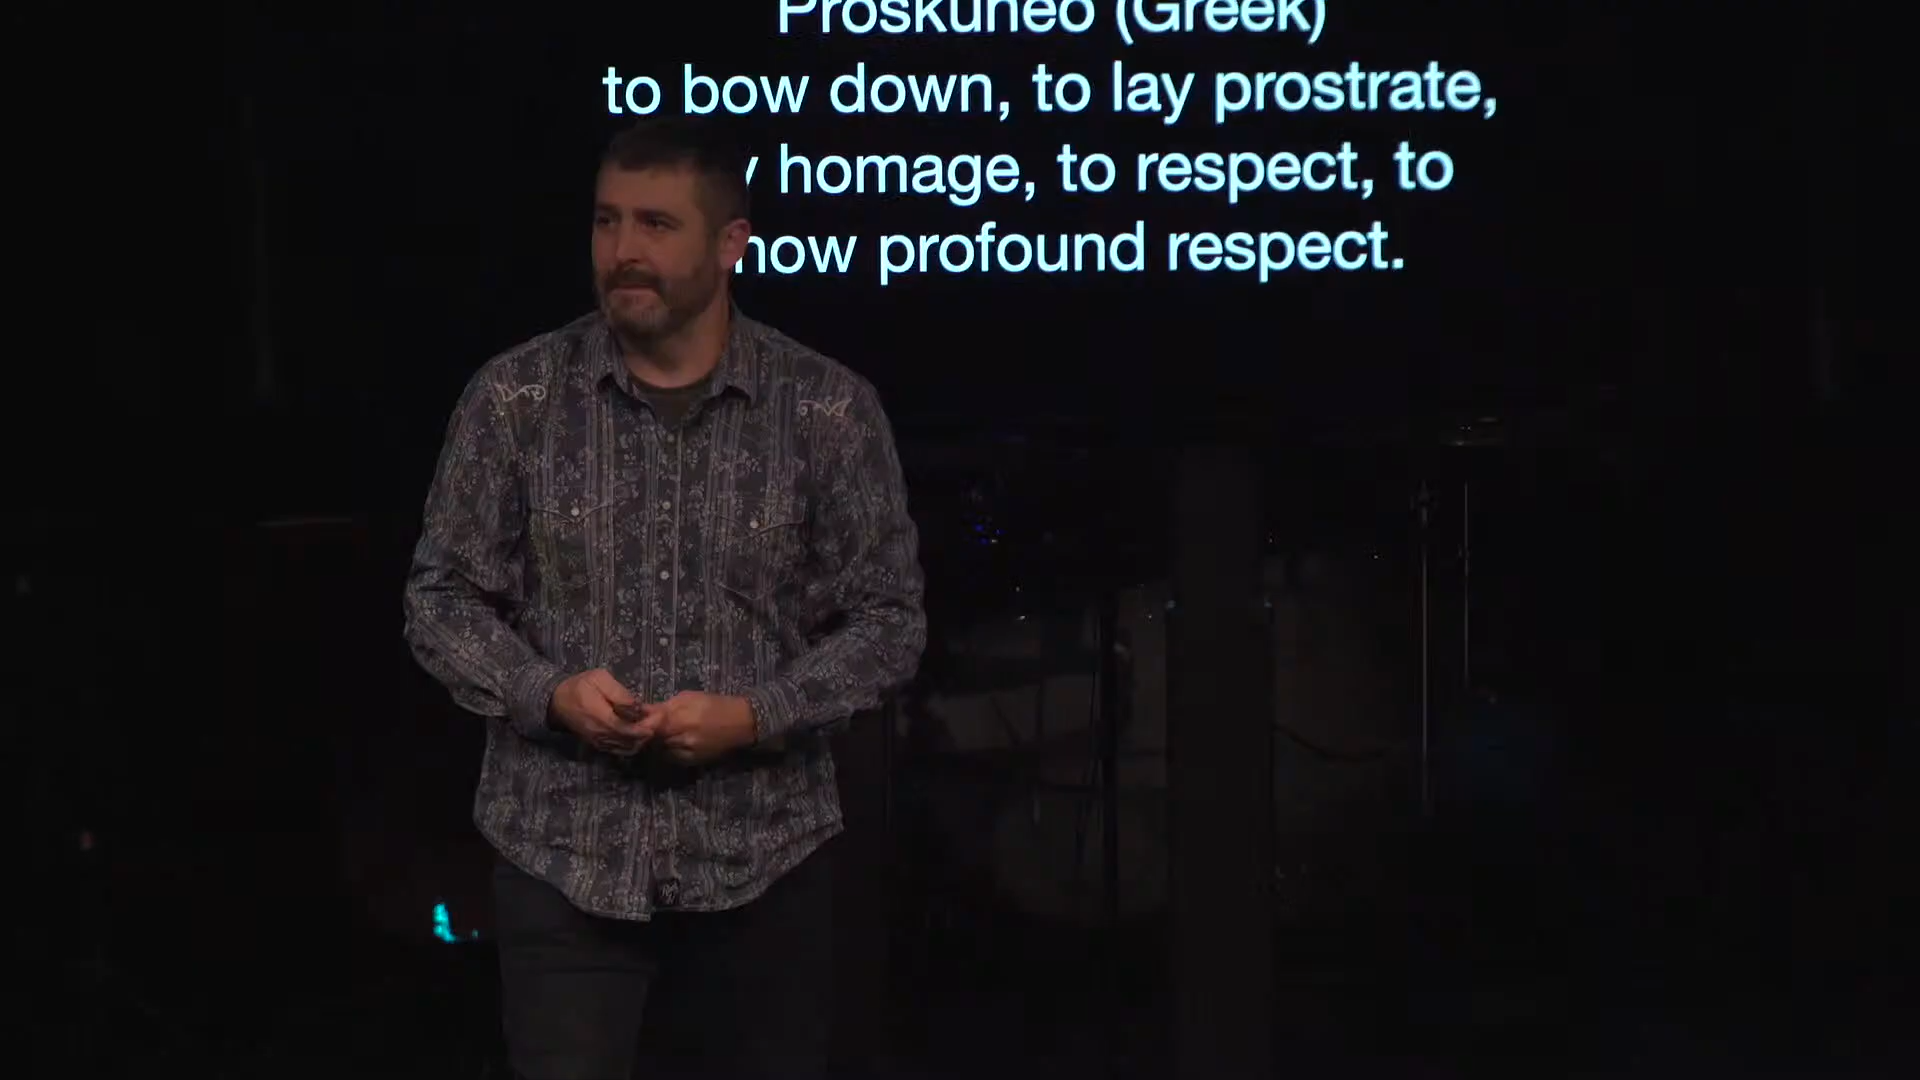 Proskuneo (Greek)
to bow down, to lay prostrate,
homage, to respect, to
profound respect.